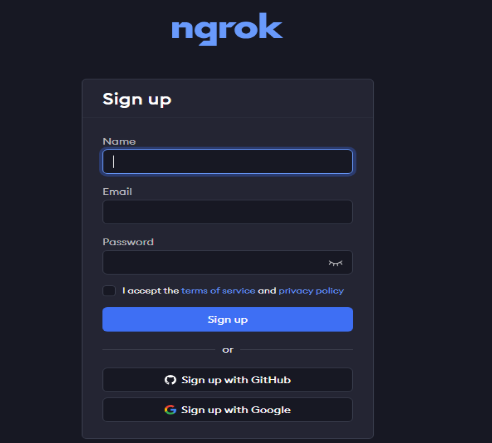 ngrok
Sign up
Name
Email
Password
I accept the terms of service and privacy policy
Sign up
or
Sign up with GitHub
Sign up with Google